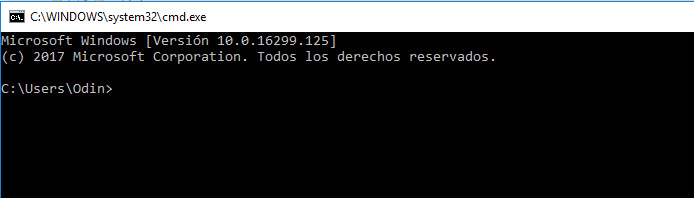 C:\WINDOWS\system32\cmd.exe
Microsoft Windows [Versión 10.0.16299.125]
(c) 2017 Microsoft Corporation. Todos los derechos reservados.
C:\Users\Odin>